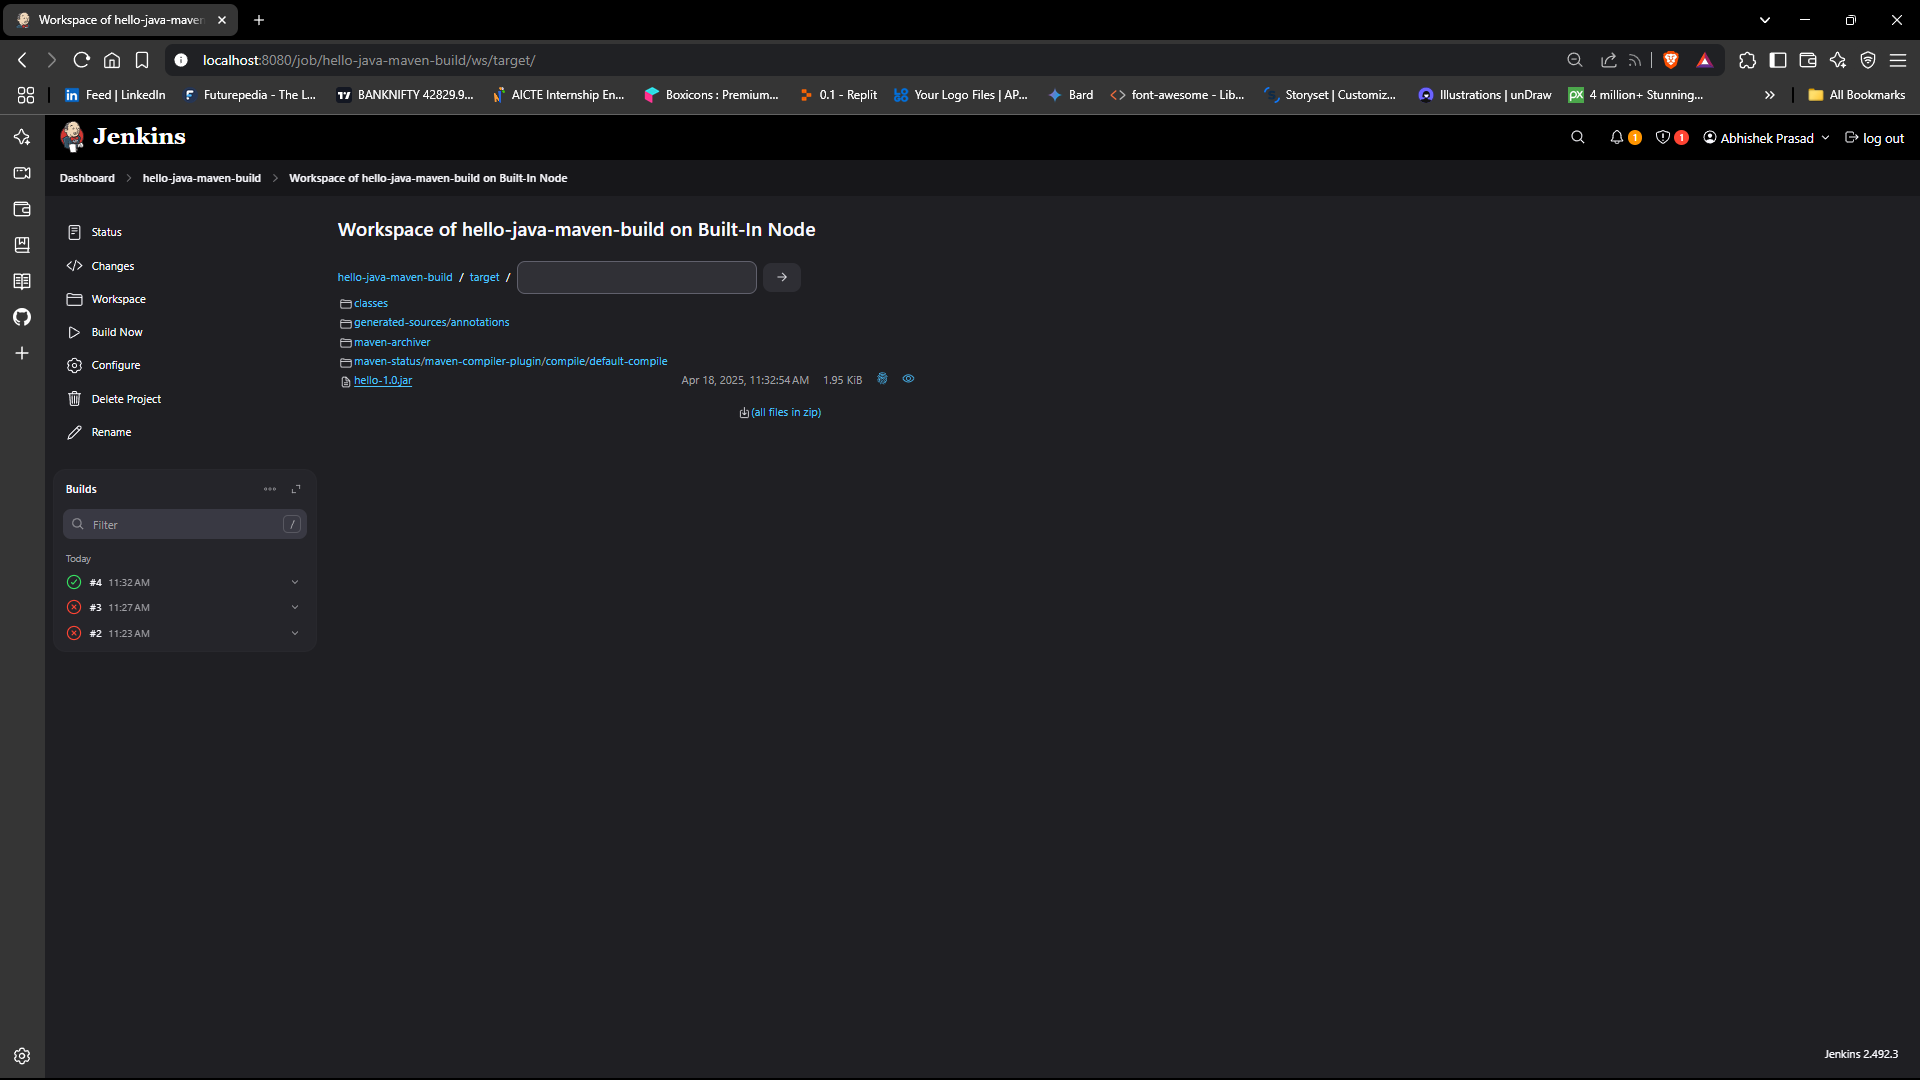 Workspace of hello-java-maven
localhost:8080/job/hello-java-maven-build/ws/target/
Feed | LinkedIn
Futurepedia - The L...
BANKNIFTY 42829.9...
AICTE Internship En...
Boxicons : Premium...
0.1 - Replit
Your Logo Files | AP...
Bard
font-awesome - Lib...
Storyset | Customiz...
Illustrations | unDraw
px 4 million+ Stunning...
All Bookmarks
Jenkins
1
1
Abhishek Prasad
log out
Dashboard > hello-java-maven-build > Workspace of hello-java-maven-build on Built-In Node
Status
Changes
Workspace
Build Now
Configure
Delete Project
Rename
Builds
Filter /
Today
#4 11:32 AM
#3 11:27 AM
#2 11:23 AM
Workspace of hello-java-maven-build on Built-In Node
hello-java-maven-build / target /
classes
generated-sources/annotations
maven-archiver
maven-status/maven-compiler-plugin/compile/default-compile
hello-1.0.jar Apr 18, 2025, 11:32:54 AM 1.95 KiB
(all files in zip)
Jenkins 2.492.3